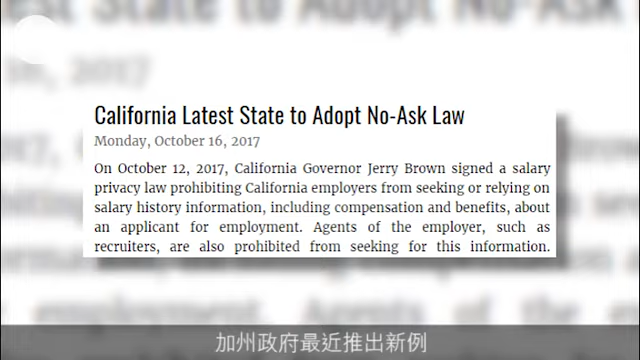 California Latest State to Adopt No-Ask Law
Monday, October 16, 2017
On October 12, 2017, California Governor Jerry Brown signed a salary
privacy law prohibiting California employers from seeking or relying on
salary history information, including compensation and benefits, about
an applicant for employment. Agents of the employer, such as
recruiters, are also prohibited from seeking for this information.
加州政府最近推出新例